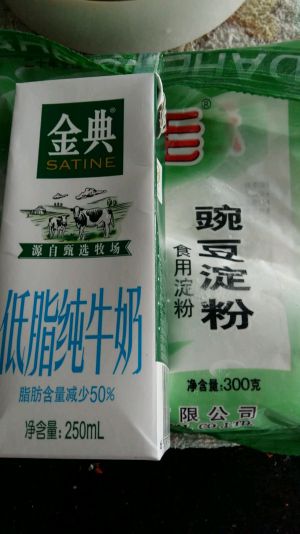 金典®
SATINE
源自甄选牧场
低脂纯牛奶
脂肪含量减少50%
净含量: 250mL
®
豌豆淀粉
食用淀粉
净含量: 300克
限公司
CO., LTD.